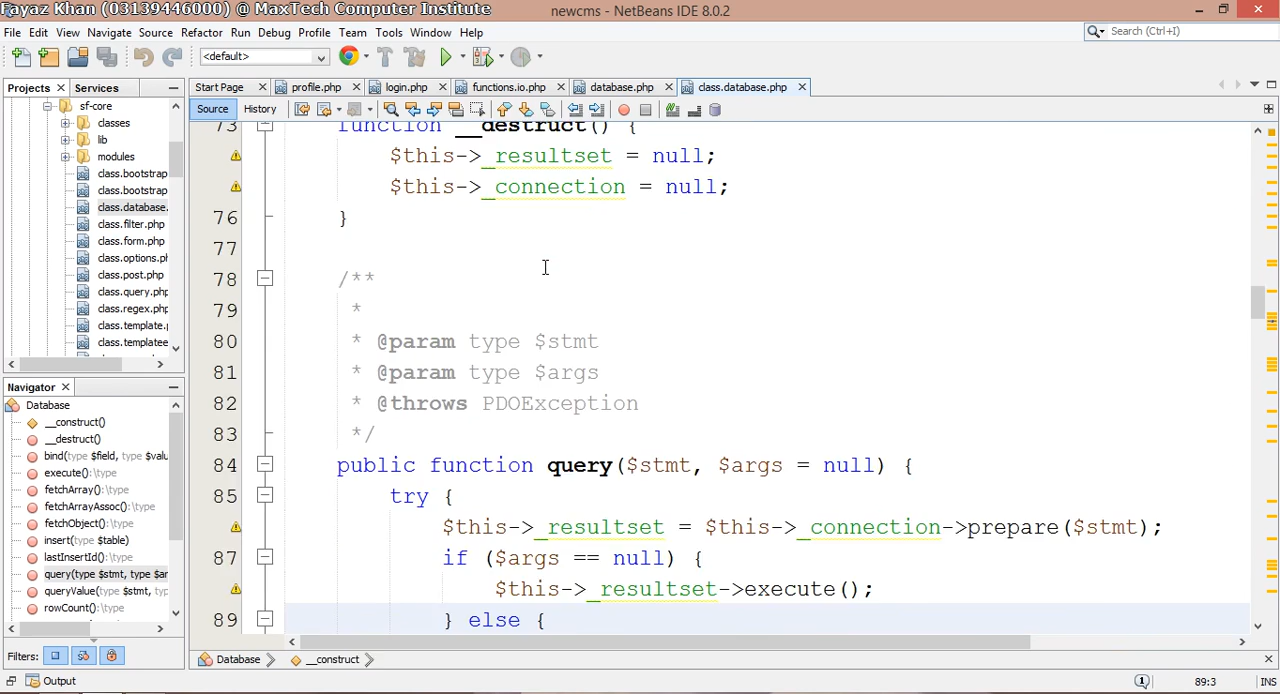 Fayaz Khan (03139446000) @ MaxTech Computer Institute
newcms - NetBeans IDE 8.0.2
File Edit View Navigate Source Refactor Run Debug Profile Team Tools Window Help
Search (Ctrl+I)
<default>
Projects Services
Start Page profile.php login.php functions.io.php database.php class.database.php
Source History
sf-core
classes
lib
modules
class.bootstrap
class.bootstrap
class.database.
class.filter.php
class.form.php
class.options.ph
class.post.php
class.query.php
class.regex.php
class.template.
class.templatee
Navigator
Database
__construct()
__destruct()
bind(type $field, type $valu
execute():\type
fetchArray():\type
fetchArrayAssoc():\type
fetchObject():\type
insert($table)
lastInsertId():\type
query(type $stmt, type $ar
queryValue(type $stmt,
rowCount():\type
Filters:
73 function __destruct() {
$this->_resultset = null;
$this->_connection = null;
76 }
77
78 /**
79 *
80 * @param type $stmt
81 * @param type $args
82 * @throws PDOException
83 */
84 public function query($stmt, $args = null) {
85 try {
$this->_resultset = $this->_connection->prepare($stmt);
87 if ($args == null) {
$this->_resultset->execute();
89 } else {
Database __construct
Output
1
89:3 INS